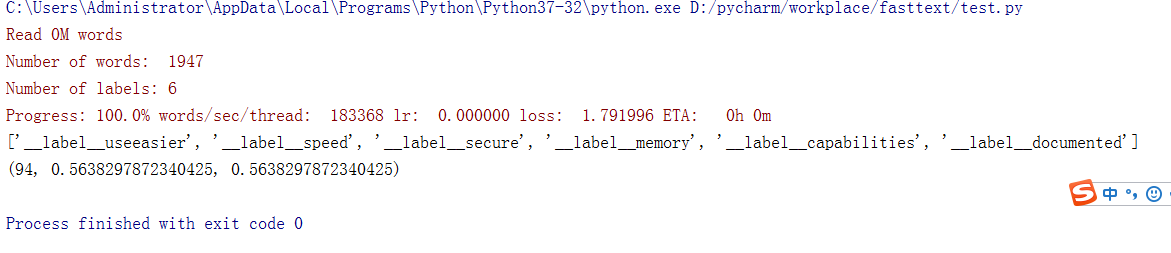 C:\Users\Administrator\AppData\Local\Programs\Python\Python37-32\python.exe D:/pycharm/workplace/fasttext/test.py
Read 0M words
Number of words:  1947
Number of labels: 6
Progress: 100.0% words/sec/thread:  183368 lr:  0.000000 loss:  1.791996 ETA:   0h 0m
['__label__useeasier', '__label__speed', '__label__secure', '__label__memory', '__label__capabilities', '__label__documented']
(94, 0.5638297872340425, 0.5638297872340425)
S 中 °,
Process finished with exit code 0